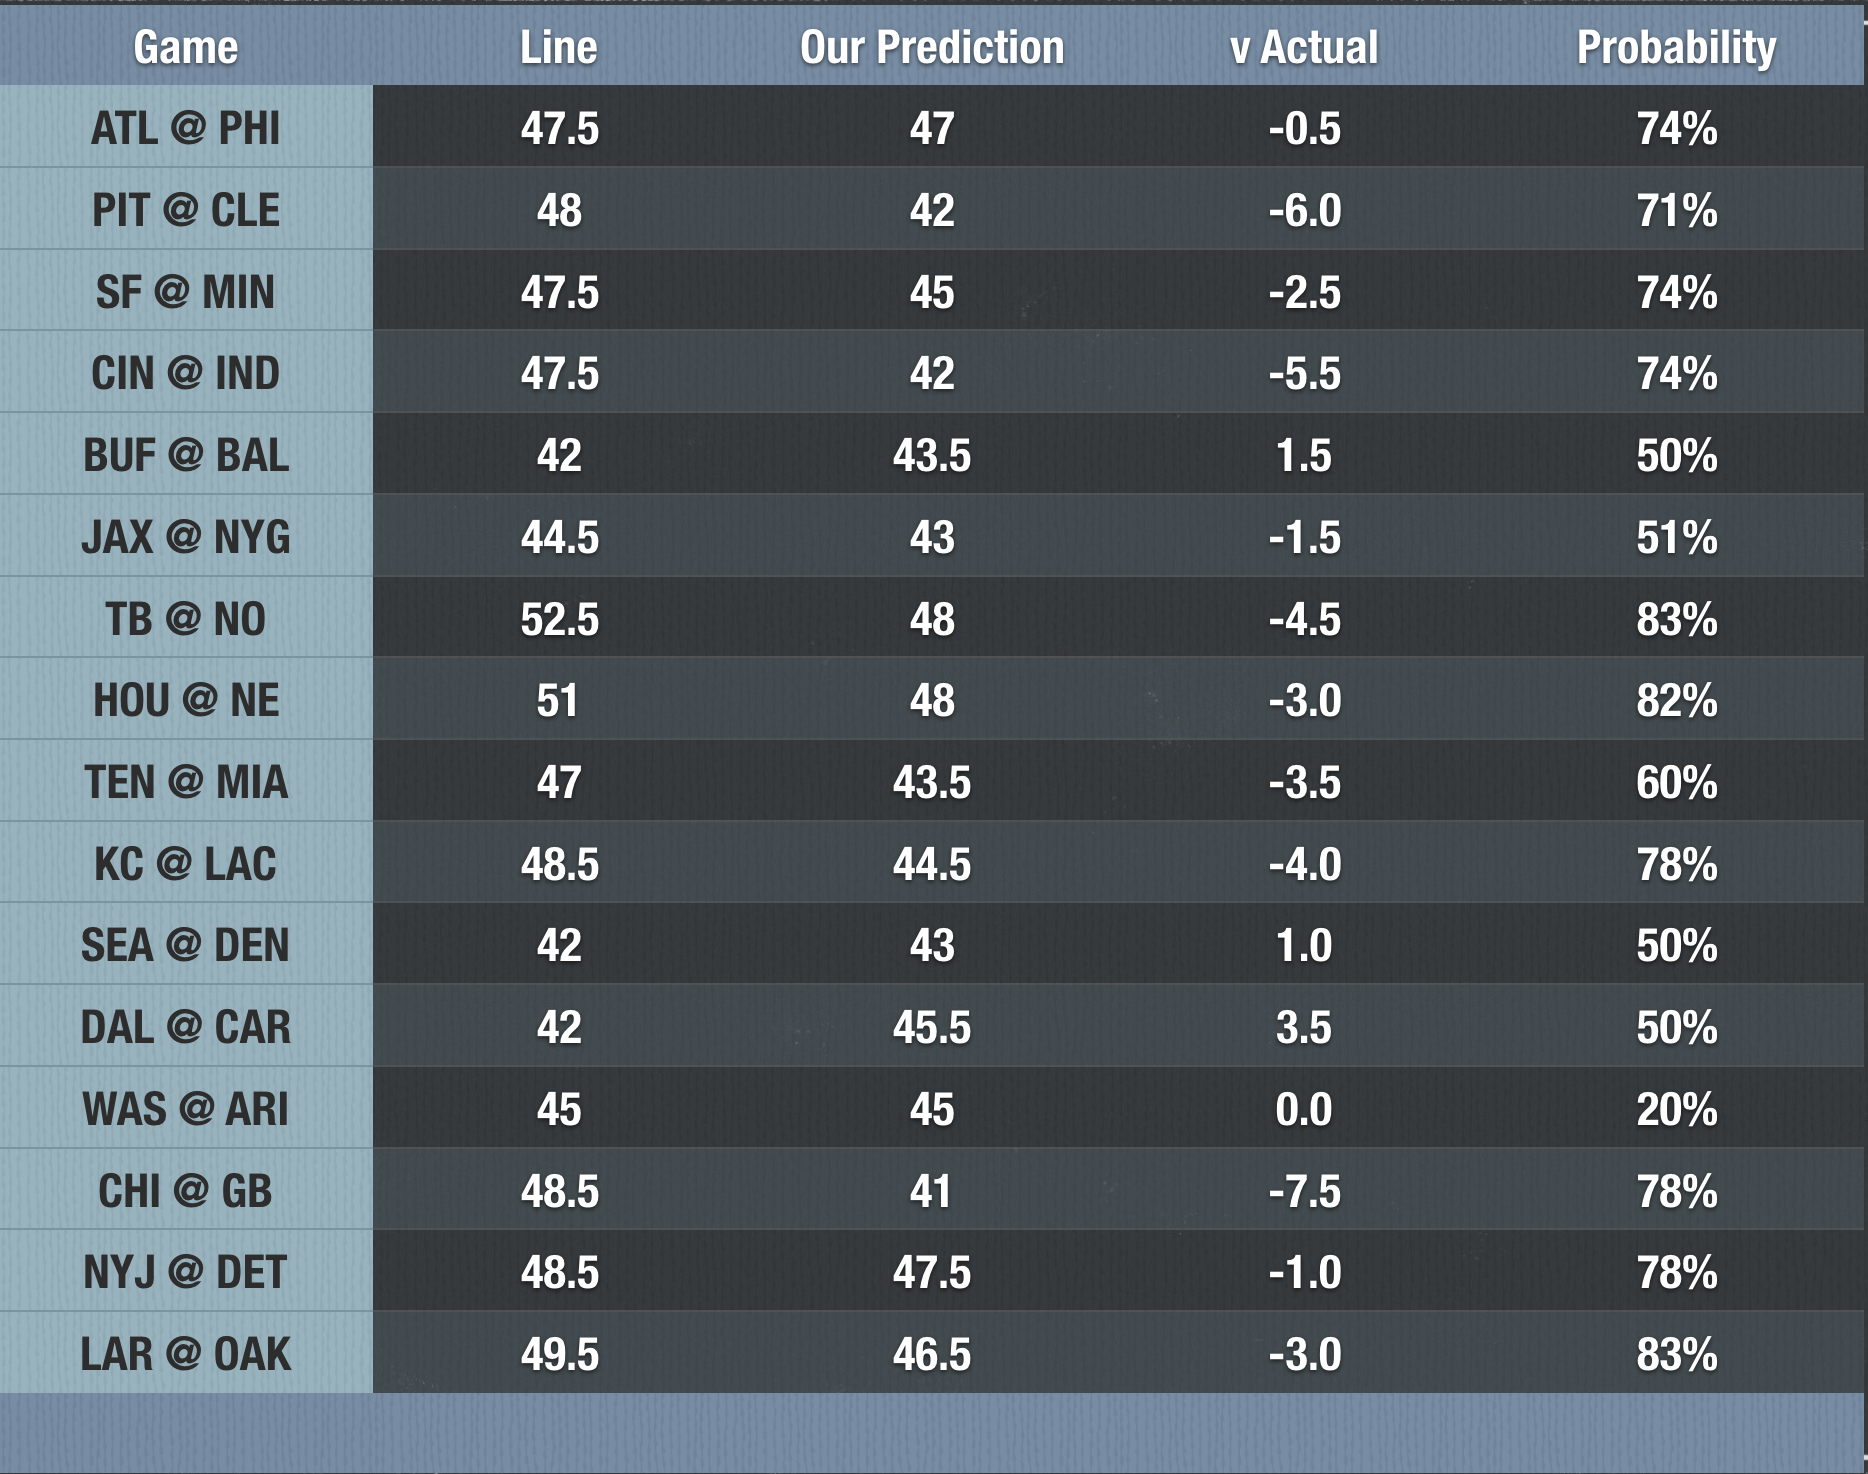 Game Line Our Prediction v Actual Probability
ATL @ PHI 47.5 47 -0.5 74%
PIT @ CLE 48 42 -6.0 71%
SF @ MIN 47.5 45 -2.5 74%
CIN @ IND 47.5 42 -5.5 74%
BUF @ BAL 42 43.5 1.5 50%
JAX @ NYG 44.5 43 -1.5 51%
TB @ NO 52.5 48 -4.5 83%
HOU @ NE 51 48 -3.0 82%
TEN @ MIA 47 43.5 -3.5 60%
KC @ LAC 48.5 44.5 -4.0 78%
SEA @ DEN 42 43 1.0 50%
DAL @ CAR 42 45.5 3.5 50%
WAS @ ARI 45 45 0.0 20%
CHI @ GB 48.5 41 -7.5 78%
NYJ @ DET 48.5 47.5 -1.0 78%
LAR @ OAK 49.5 46.5 -3.0 83%